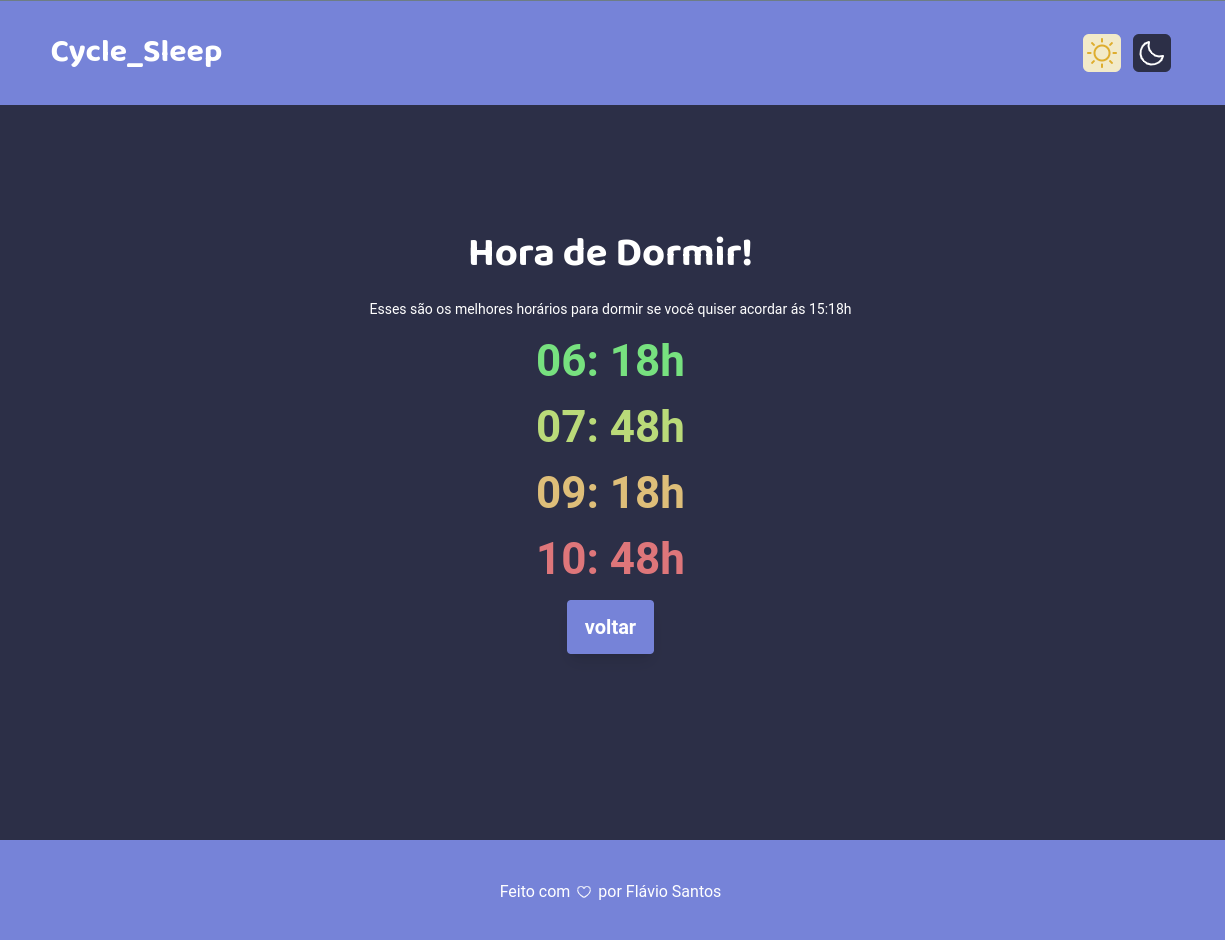 Cycle_Sleep
Hora de Dormir!
Esses são os melhores horários para dormir se você quiser acordar ás 15:18h
06: 18h
07: 48h
09: 18h
10: 48h
voltar
Feito com ♡ por Flávio Santos